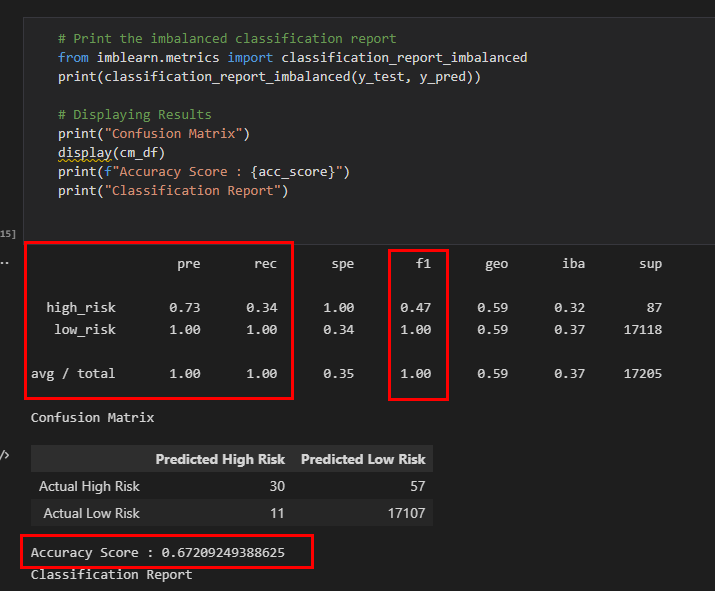 # Print the imbalanced classification report
from imblearn.metrics import classification_report_imbalanced
print(classification_report_imbalanced(y_test, y_pred))
# Displaying Results
print("Confusion Matrix")
display(cm_df)
print(f"Accuracy Score : {acc_score}")
print("Classification Report")
15]
..
pre rec spe f1 geo iba sup
high_risk 0.73 0.34 1.00 0.47 0.59 0.32 87
low_risk 1.00 1.00 0.34 1.00 0.59 0.37 17118
avg / total 1.00 1.00 0.35 1.00 0.59 0.37 17205
Confusion Matrix
/>
Predicted High Risk Predicted Low Risk
Actual High Risk 30 57
Actual Low Risk 11 17107
Accuracy Score : 0.67209249388625
Classification Report